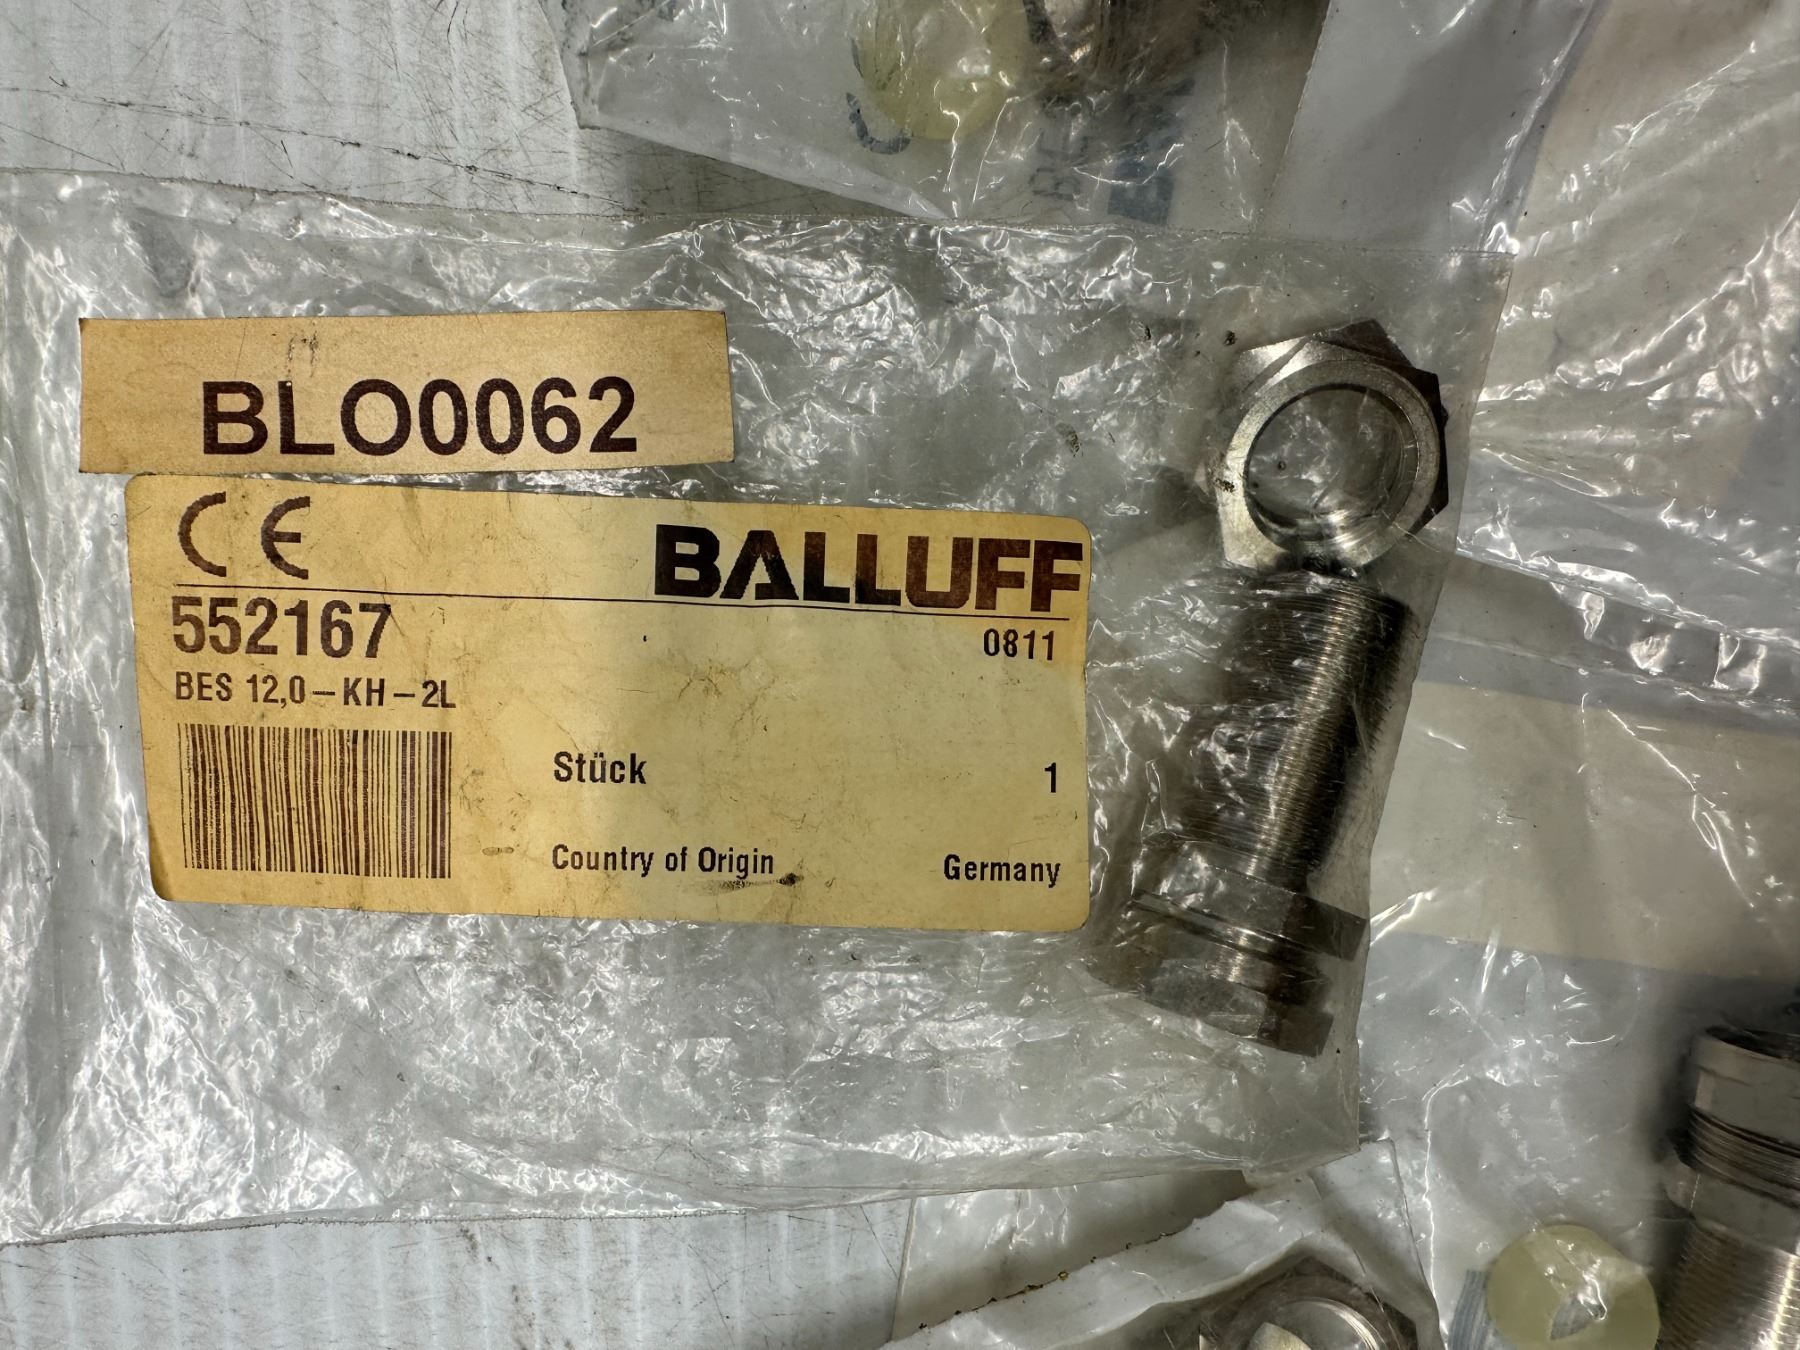 BLO0062
CE BALLUFF
552167
0811
BES 12,0-KH-2L
Stück 1
Country of Origin Germany